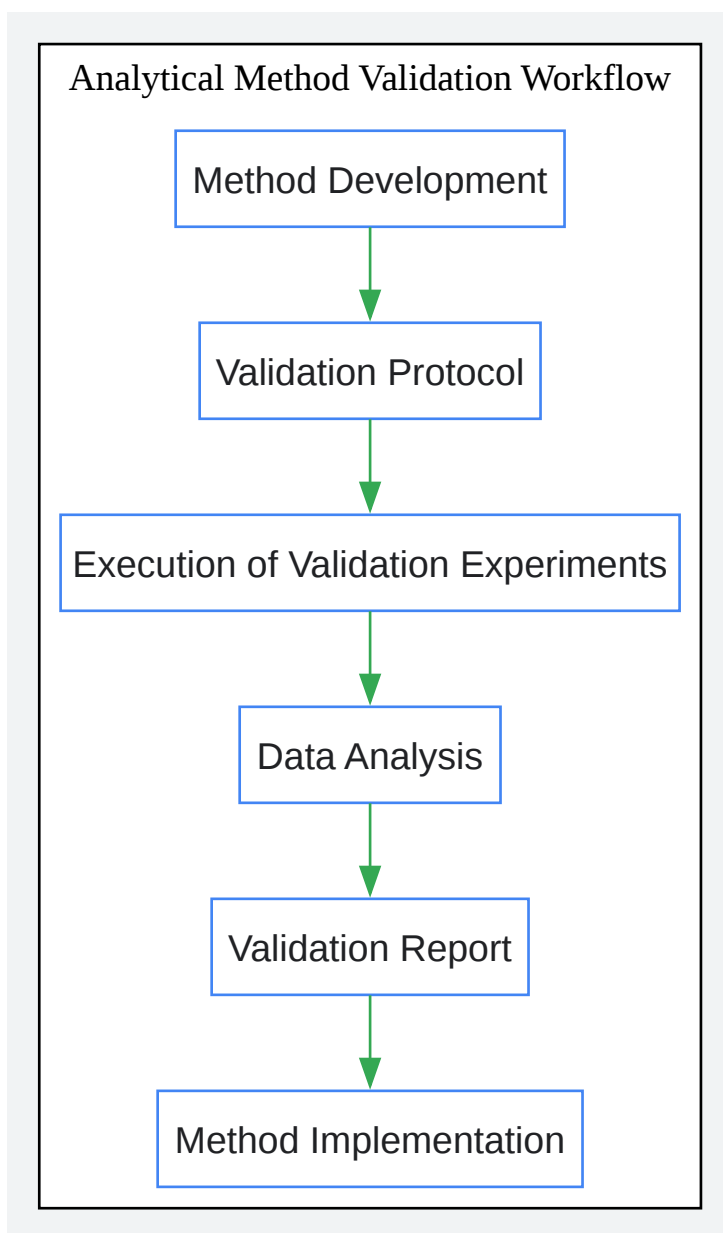 Analytical Method Validation Workflow
Method Development
Validation Protocol
Execution of Validation Experiments
Data Analysis
Validation Report
Method Implementation